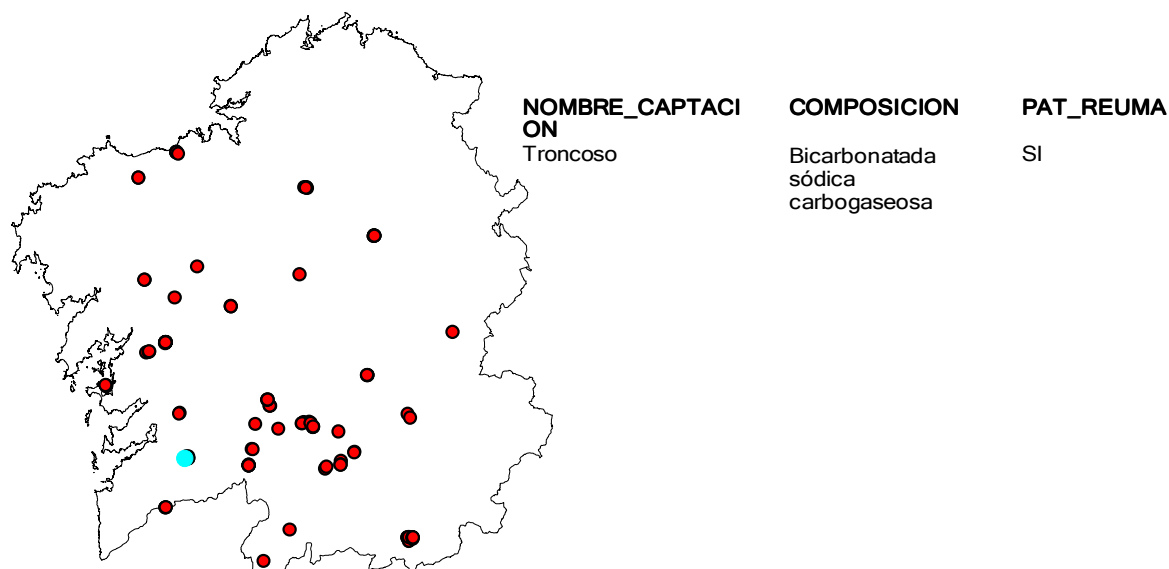 NOMBRE_CAPTACI COMPOSICION PAT_REUMA
ON
Troncoso Bicarbonatada SI
sódica
carbogaseosa